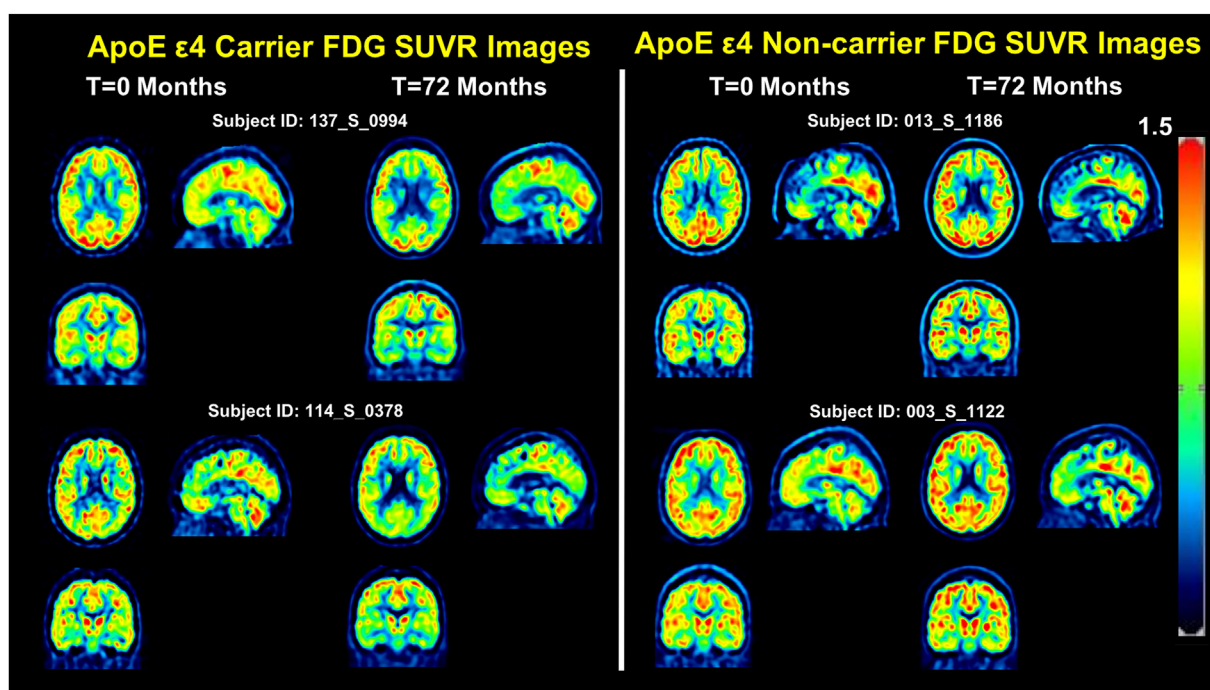 ApoE ε4 Carrier FDG SUVR Images
T=0 Months
T=72 Months
Subject ID: 137_S_0994
Subject ID: 114_S_0378
ApoE ε4 Non-carrier FDG SUVR Images
T=0 Months
T=72 Months
Subject ID: 013_S_1186
Subject ID: 003_S_1122
1.5
0